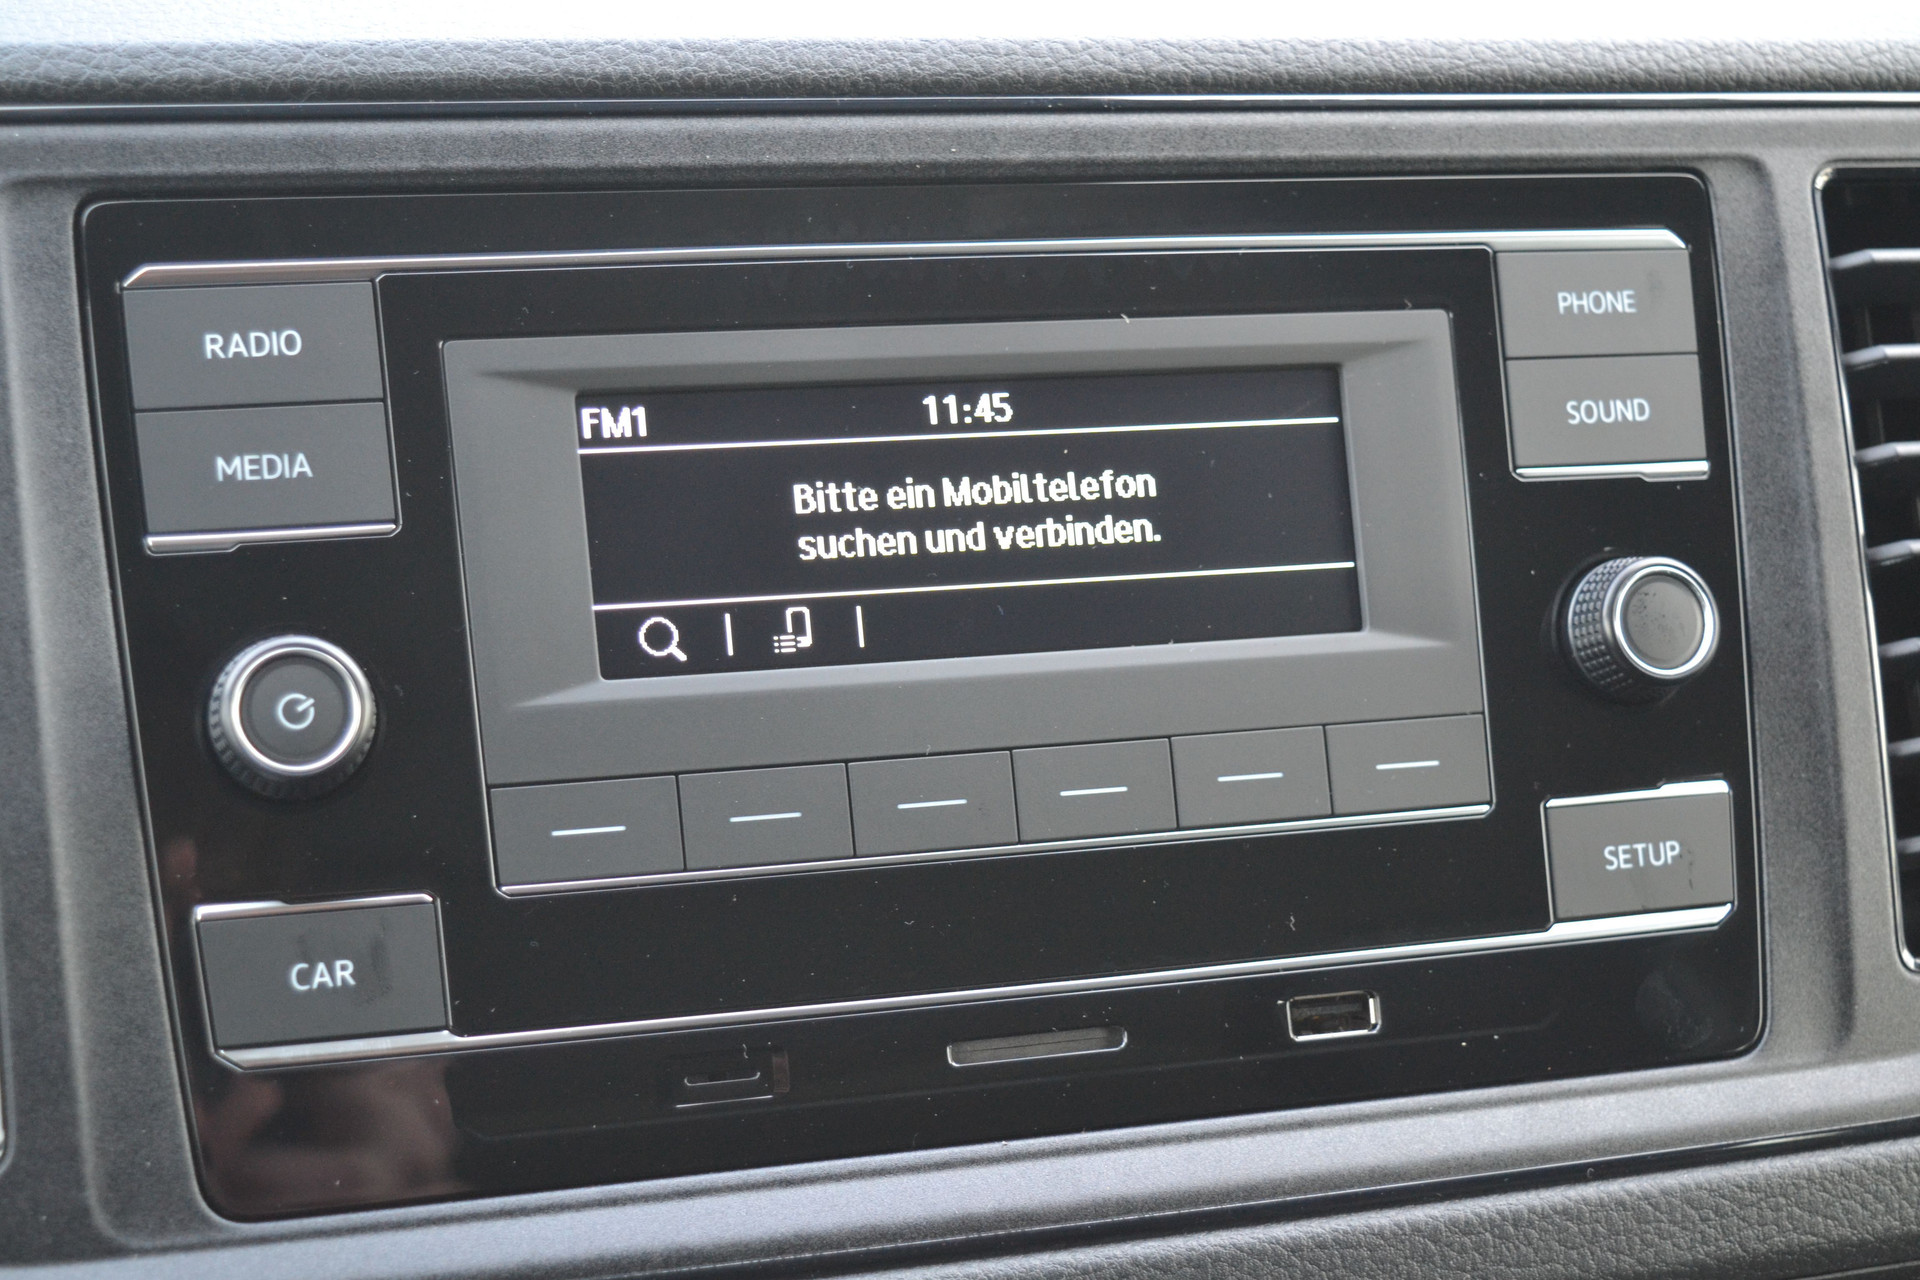 RADIO
MEDIA
CAR
FM1 11:45
Bitte ein Mobiltelefon
suchen und verbinden.
PHONE
SOUND
SETUP